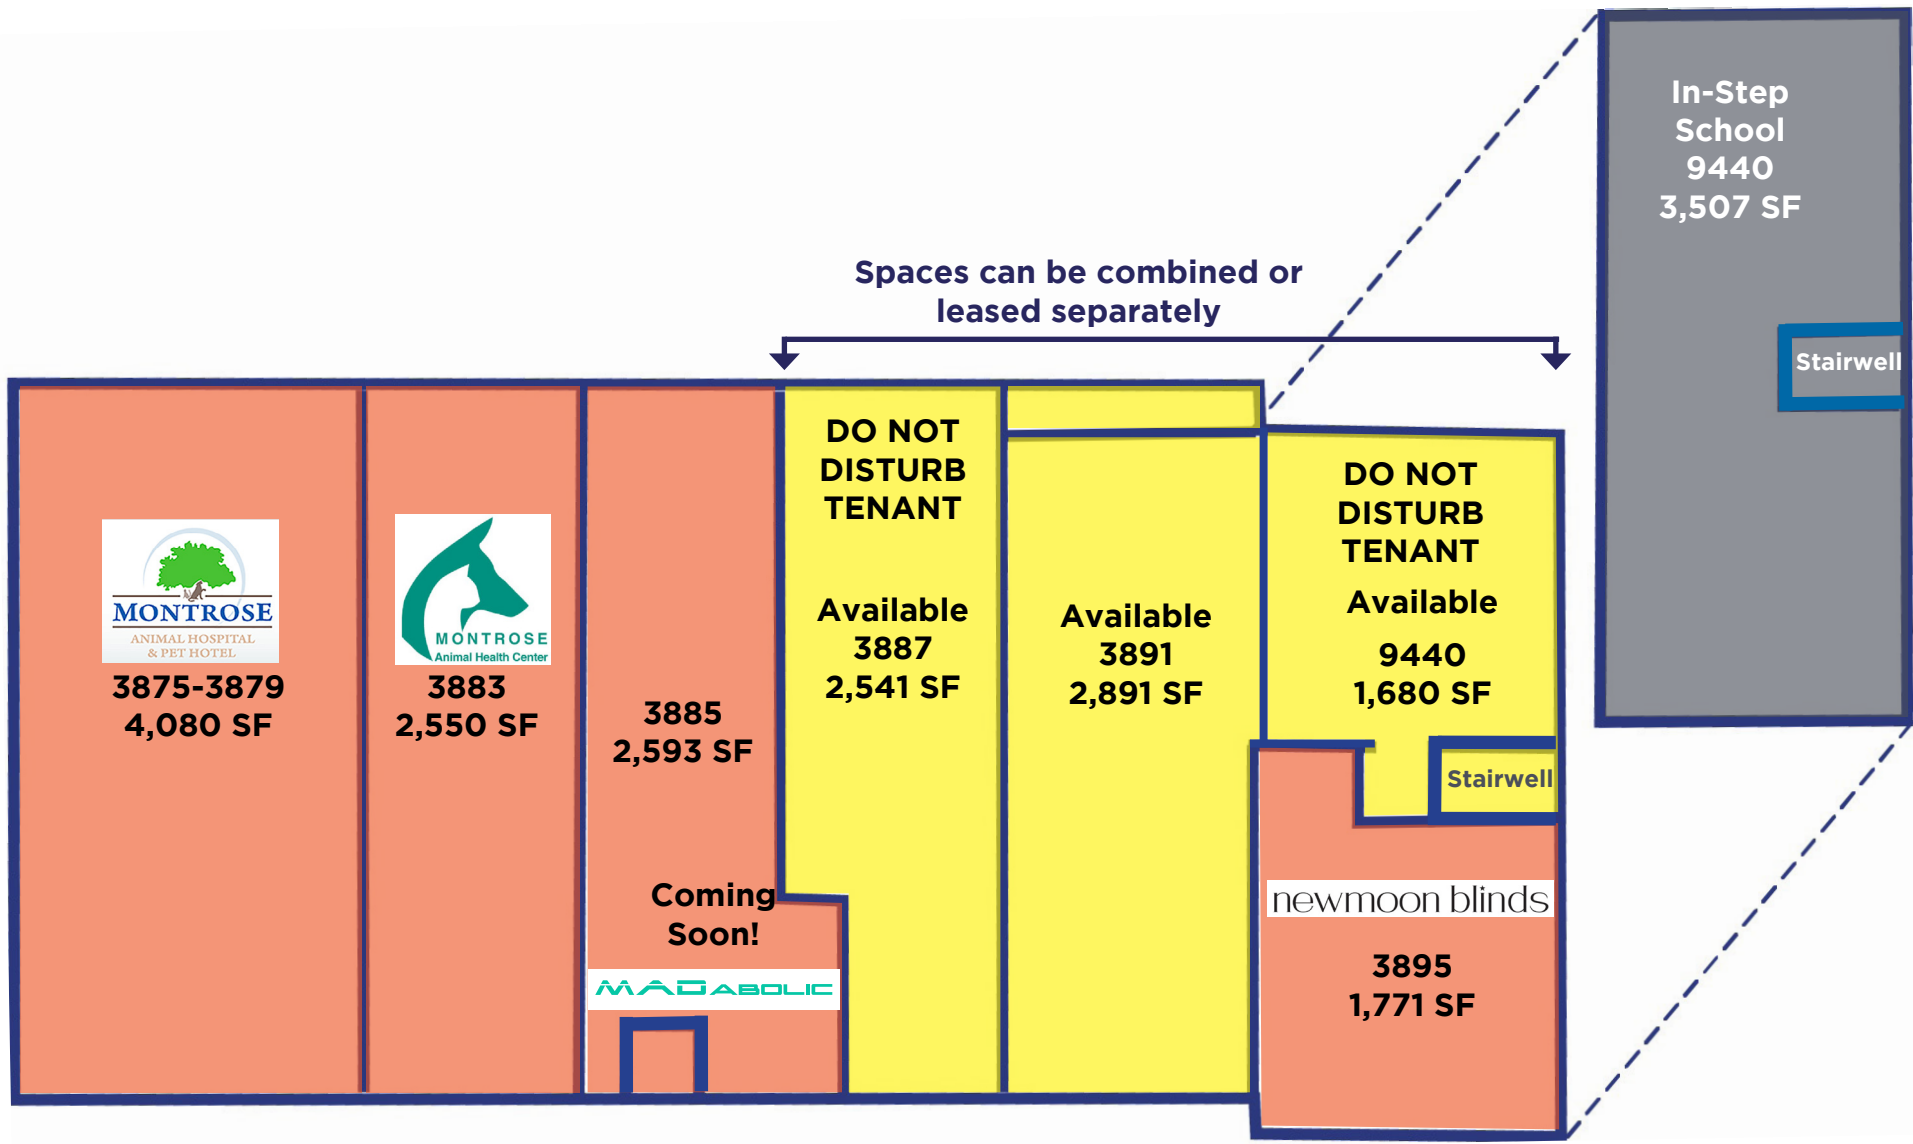 In-Step
School
9440
3,507 SF
Stairwell
Spaces can be combined or
leased separately
MONTROSE
ANIMAL HOSPITAL
& PET HOTEL
3875-3879
4,080 SF
MONTROSE
Animal Health Center
3883
2,550 SF
3885
2,593 SF
Coming
Soon!
MADABOLIC
DO NOT
DISTURB
TENANT
Available
3887
2,541 SF
Available
3891
2,891 SF
DO NOT
DISTURB
TENANT
Available
9440
1,680 SF
Stairwell
newmoon blinds
3895
1,771 SF